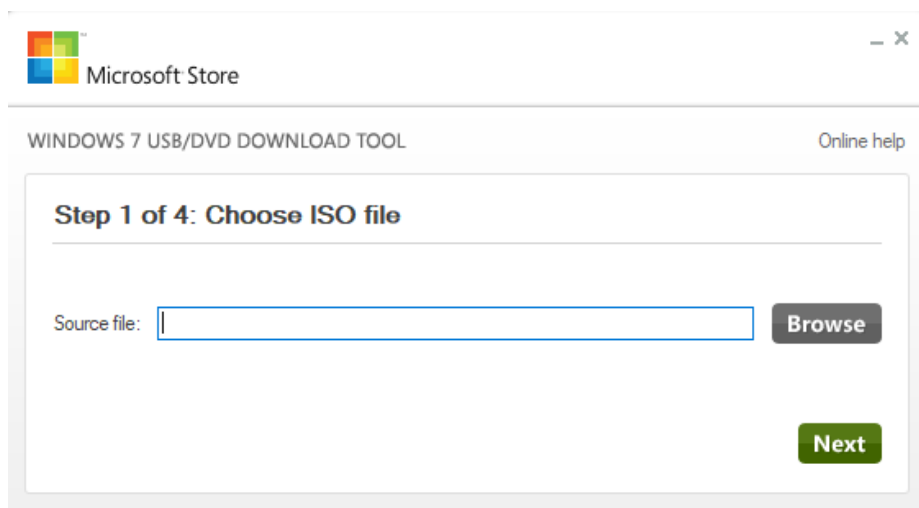 Microsoft Store
WINDOWS 7 USB/DVD DOWNLOAD TOOL
Online help
Step 1 of 4: Choose ISO file
Source file:
Browse
Next